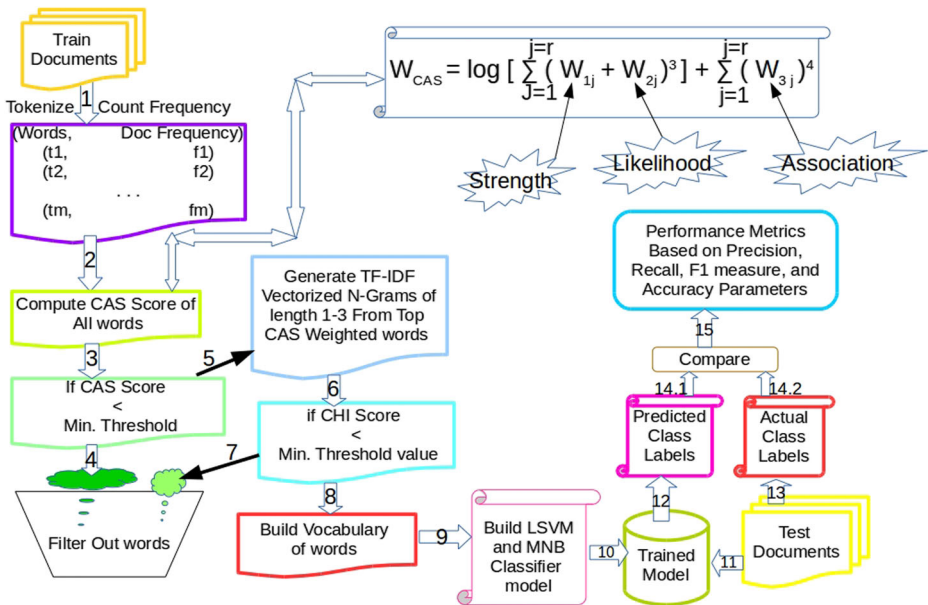 Train
Documents
1
Tokenize Count Frequency
(Words, Doc Frequency)
(t1, f1)
(t2, f2)
. . .
(tm, fm)
W CAS = log [ j=r ∑ J=1 ( W 1j + W 2j )³ ] + j=r ∑ j=1 ( W 3 j )⁴
Strength
Likelihood
Association
2
Compute CAS Score of
All words
3
5
If CAS Score
<
Min. Threshold
4
Filter Out words
Generate TF-IDF
Vectorized N-Grams of
length 1-3 From Top
CAS Weighted words
6
if CHI Score
<
Min. Threshold value
7
8
Build Vocabulary
of words
9
Build LSVM
and MNB
Classifier
model
10
Trained
Model
11
Test
Documents
12
13
Predicted
Class
Labels
Actual
Class
Labels
14.1
14.2
Compare
15
Performance Metrics
Based on Precision,
Recall, F1 measure, and
Accuracy Parameters